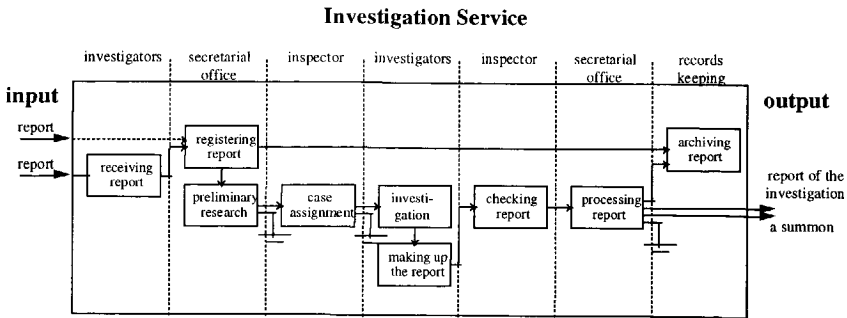 Investigation Service
investigators
secretarial
office
inspector
investigators
inspector
secretarial
office
records
keeping
input
output
report
report
receiving
report
registering
report
preliminary
research
case
assignment
investi-
gation
making up
the report
checking
report
processing
report
archiving
report
report of the
investigation
a summon